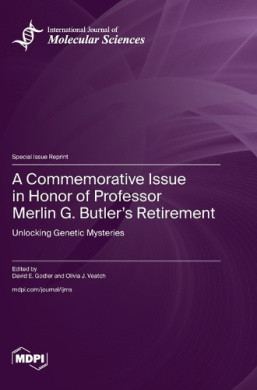 International Journal of
Molecular Sciences
Special Issue Reprint
A Commemorative Issue
in Honor of Professor
Merlin G. Butler's Retirement
Unlocking Genetic Mysteries
Edited by
David E. Godler and Olivia J. Veatch
mdpi.com/journal/ijms
MDPI